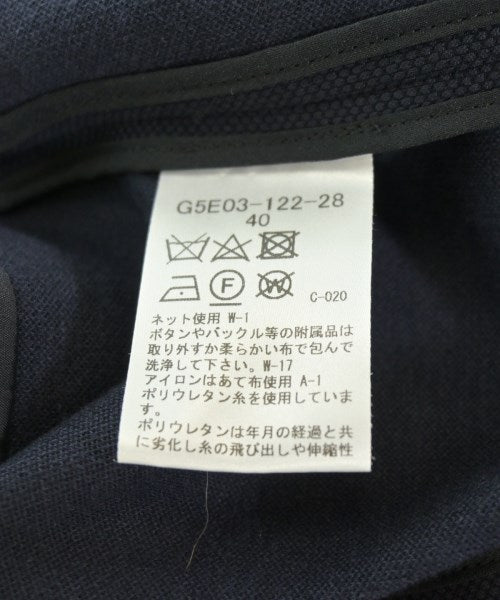 G5E03-122-28
40
F W
C-020
ネット使用 W-1
ボタンやバックル等の附属品は
取り外すか柔らかい布で包んで
洗浄して下さい。W-17
アイロンはあて布使用 A-1
ポリウレタン糸を使用していま
す。
ポリウレタンは年月の経過と共
に劣化し糸の飛び出しや伸縮性